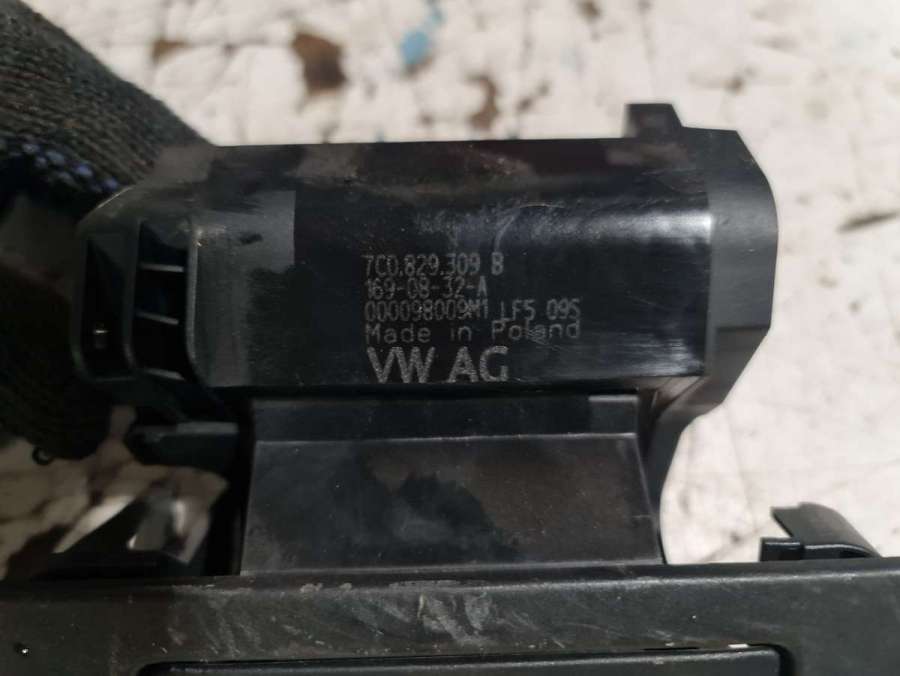 7C0.829.309 B
169-08-32-A
000098009M1 LF5 09S
Made in Poland
VW AG